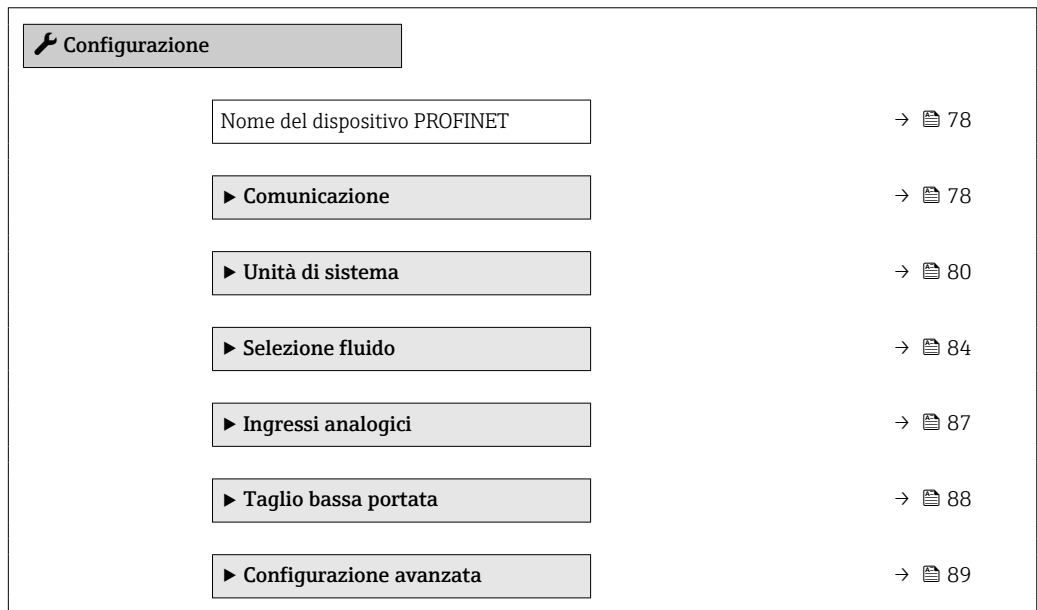 Configurazione
Nome del dispositivo PROFINET → 78
▶ Comunicazione → 78
▶ Unità di sistema → 80
▶ Selezione fluido → 84
▶ Ingressi analogici → 87
▶ Taglio bassa portata → 88
▶ Configurazione avanzata → 89